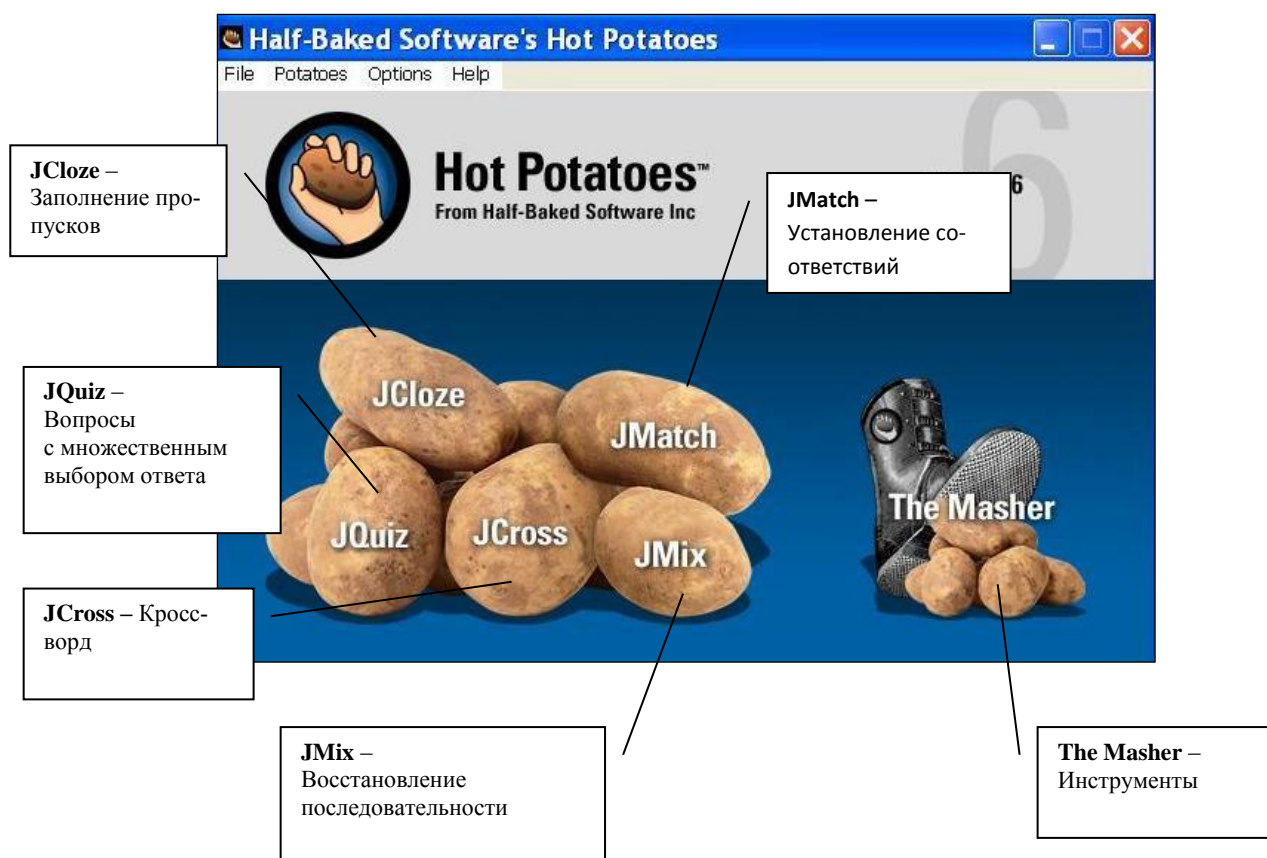 Half-Baked Software's Hot Potatoes
File Potatoes Options Help
Hot Potatoes™
From Half-Baked Software Inc
6
6
JCloze –
Заполнение про-
пусков
JMatch –
Установление со-
ответствий
JQuiz –
Вопросы
с множественным
выбором ответа
JCloze
JMatch
JQuiz
JCross
JMix
The Masher
JCross – Кросс-
ворд
JMix –
Восстановление
последовательности
The Masher –
Инструменты